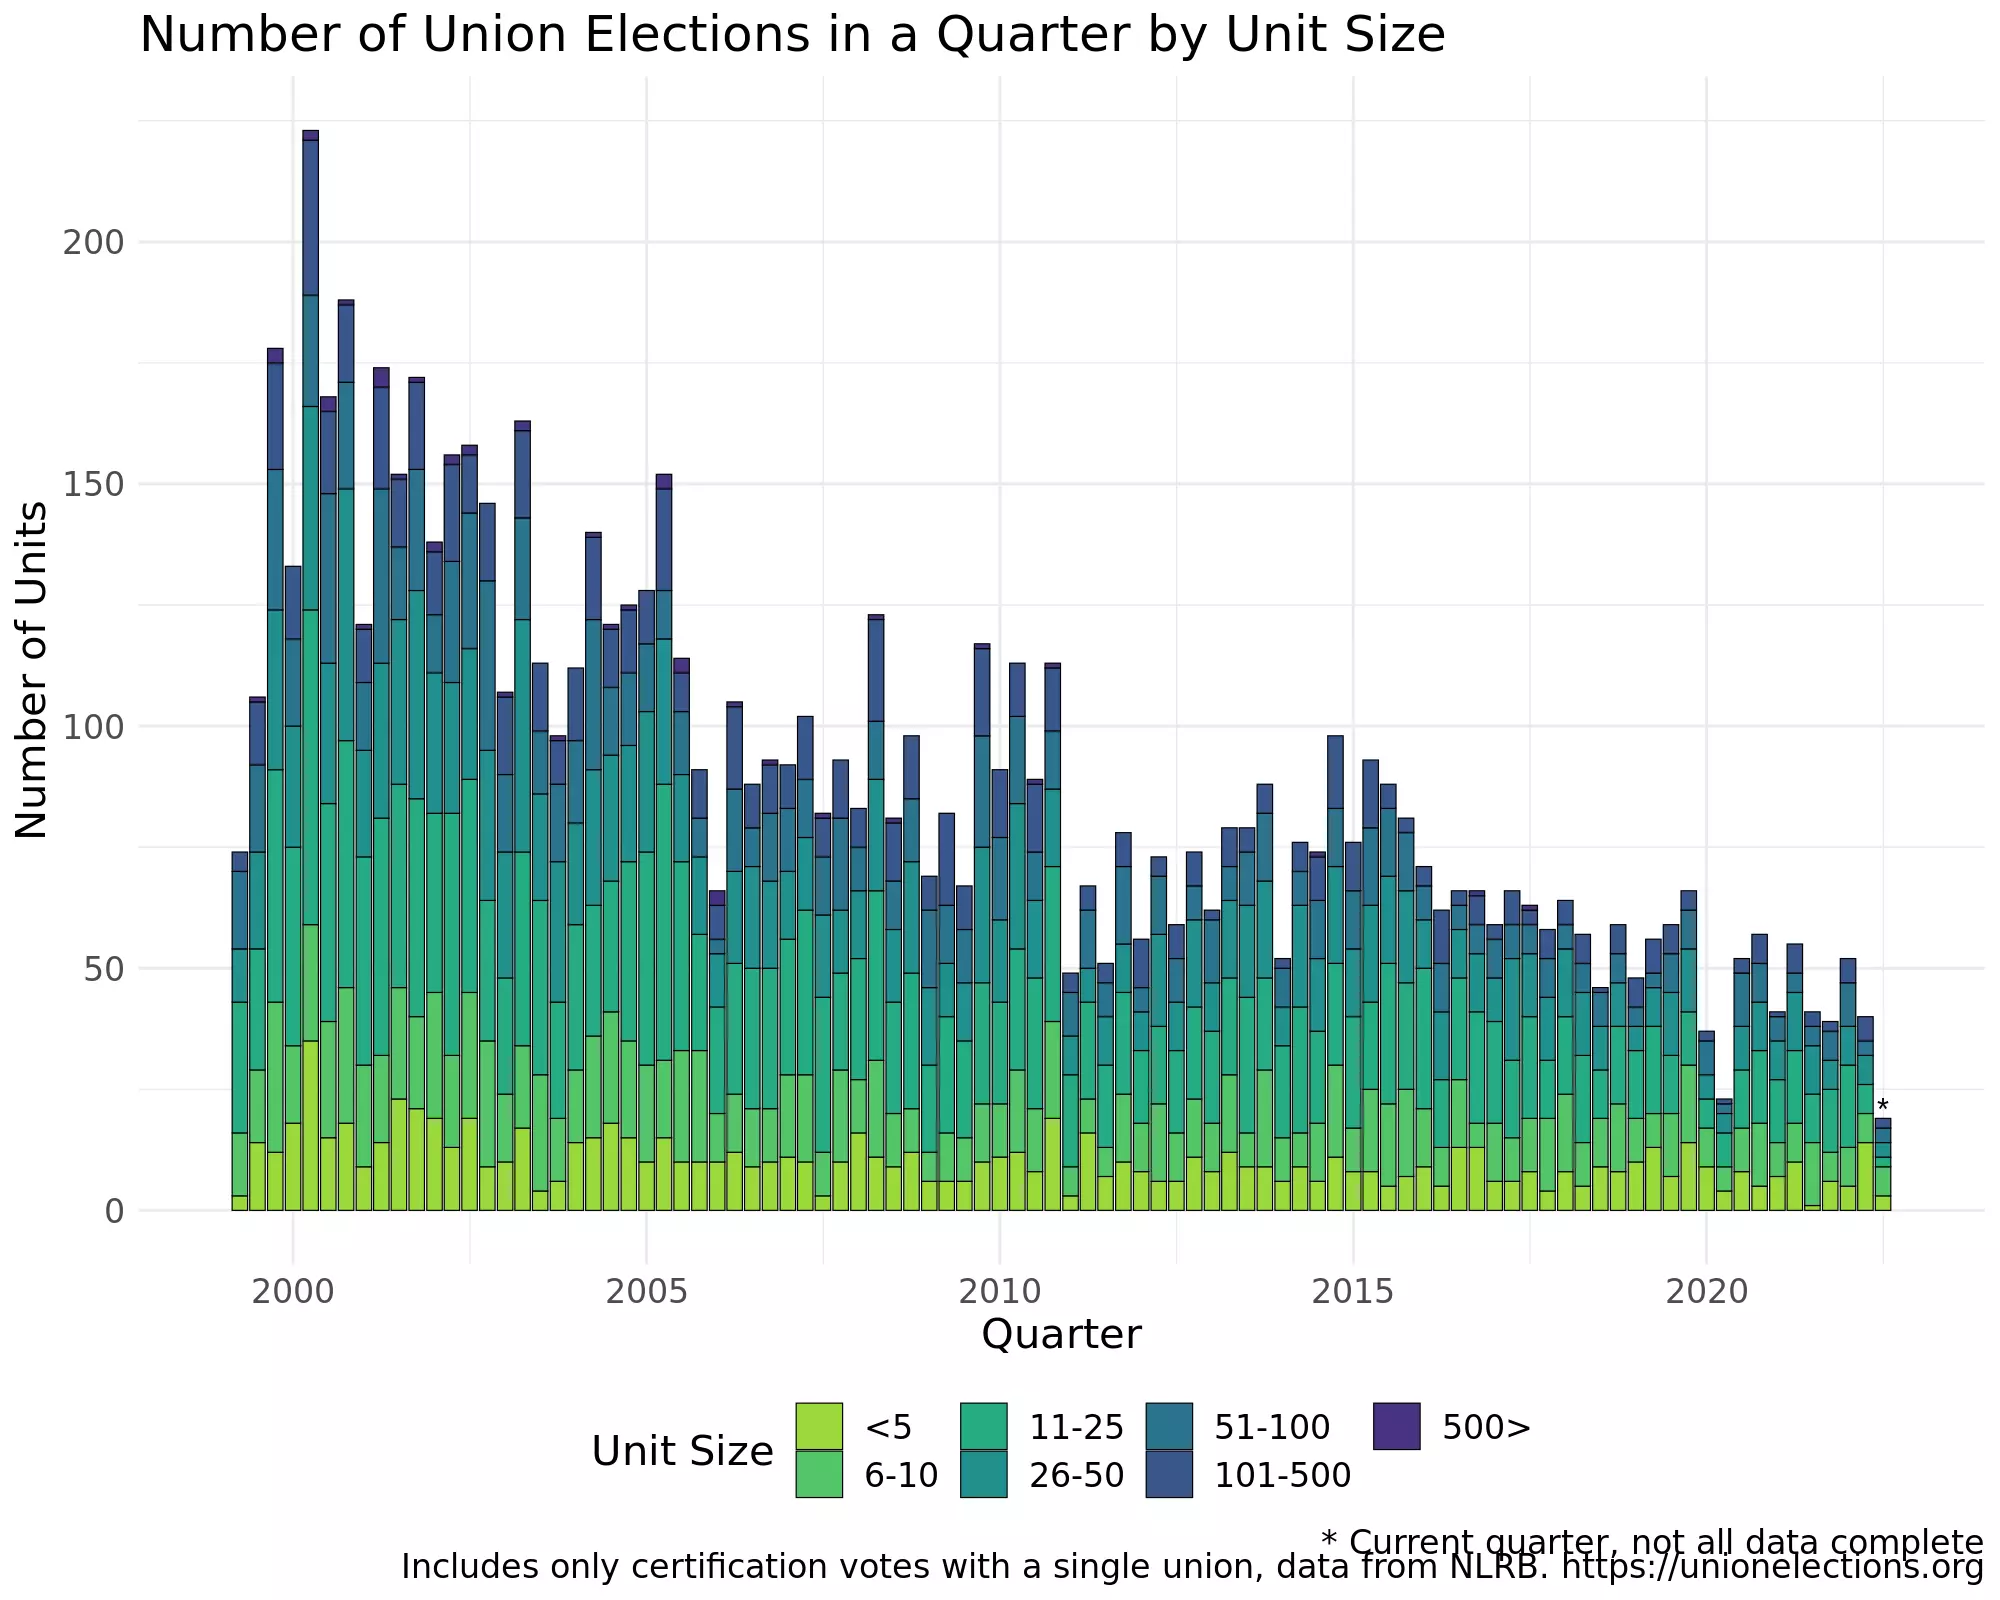 Number of Union Elections in a Quarter by Unit Size
Number of Units
200
150
100
50
0
*
2000 2005 2010 2015 2020
Quarter
Unit Size
<5 11-25 51-100 500>
6-10 26-50 101-500
* Current quarter, not all data complete
Includes only certification votes with a single union, data from NLRB. https://unionelections.org